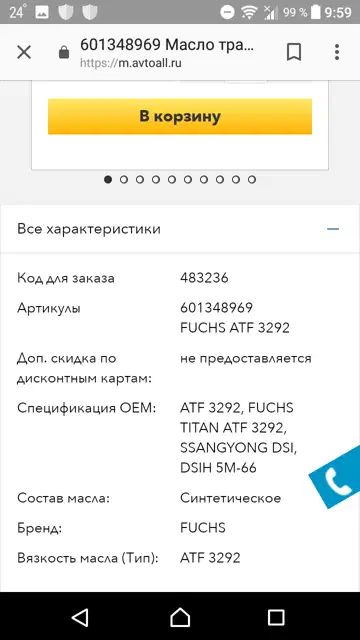 24°
99 %
9:59
601348969 Масло тра...
https://m.avtoall.ru
В корзину
Все характеристики
Код для заказа 483236
Артикулы 601348969
FUCHS ATF 3292
Доп. скидка по не предоставляется
дисконтным картам:
Спецификация OEM: ATF 3292, FUCHS
TITAN ATF 3292,
SSANGYONG DSI,
DSIH 5M-66
Состав масла: Синтетическое
Бренд: FUCHS
Вязкость масла (Тип): ATF 3292